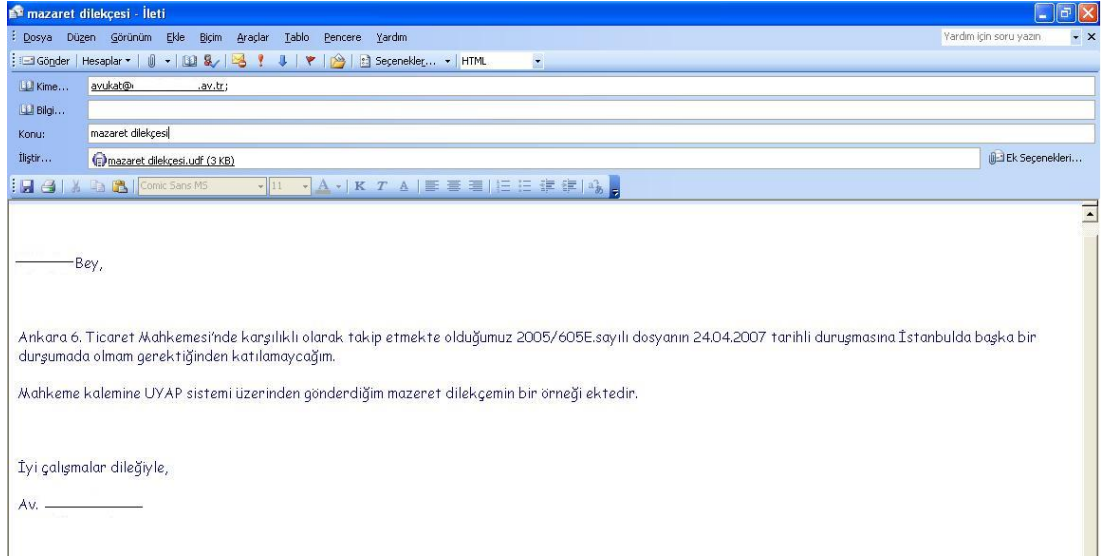 mazaret dilekçesi - İleti
Dosya Düzen Görünüm Ekle Biçim Araçlar Tablo Pencere Yardım Yardım için soru yazın
Gönder Hesaplar Seçenekler... HTML
Kime... avukat@ .av.tr;
Bilgi...
Konu: mazaret dilekçesi
İliştir... mazaret dilekçesi.udf (3 KB) Ek Seçenekleri...
Comic Sans MS 11 A K T A
Bey,
Ankara 6. Ticaret Mahkemesi'nde karşılıklı olarak takip etmekte olduğumuz 2005/605E.sayılı dosyanın 24.04.2007 tarihli duruşmasına İstanbulda başka bir
durşumada olmam gerektiğinden katılamaycağım.
Mahkeme kalemine UYAP sistemi üzerinden gönderdiğim mazeret dilekçemin bir örneği ektedir.
İyi çalışmalar dileğiyle,
Av.